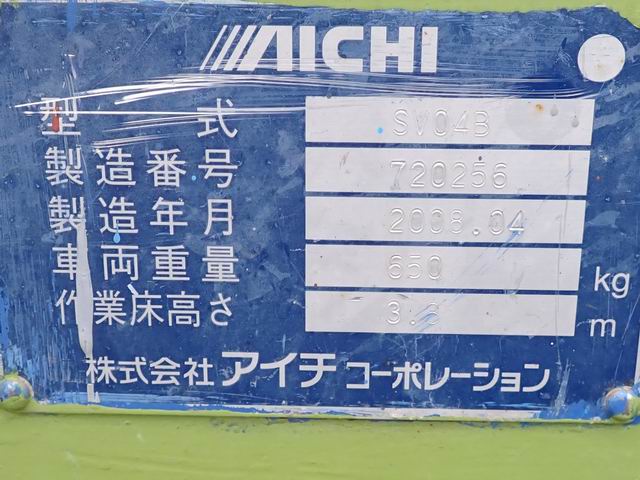 AICHI
型式 SV04B
製造番号 720256
製造年月 2008.04
車両重量 650 kg
作業床高さ m
株式会社 アイチ コーポレーション